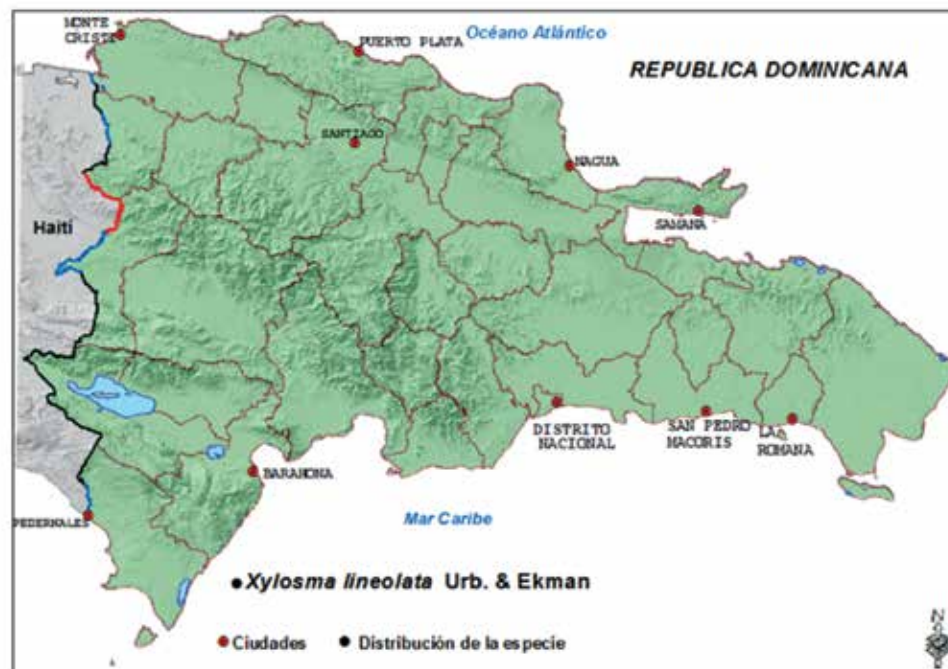 MONTE
CRISTI
PUERTO PLATA
Océano Atlántico
REPUBLICA DOMINICANA
SANTIAGO
NAGUA
SAMANA
Haití
DISTRITO
NACIONAL
SAN PEDRO
MACORIS
LA
ROMANA
BARAHONA
PEDERNALES
Mar Caribe
Xylosma lineolata Urb. & Ekman
Ciudades
Distribución de la especie
N